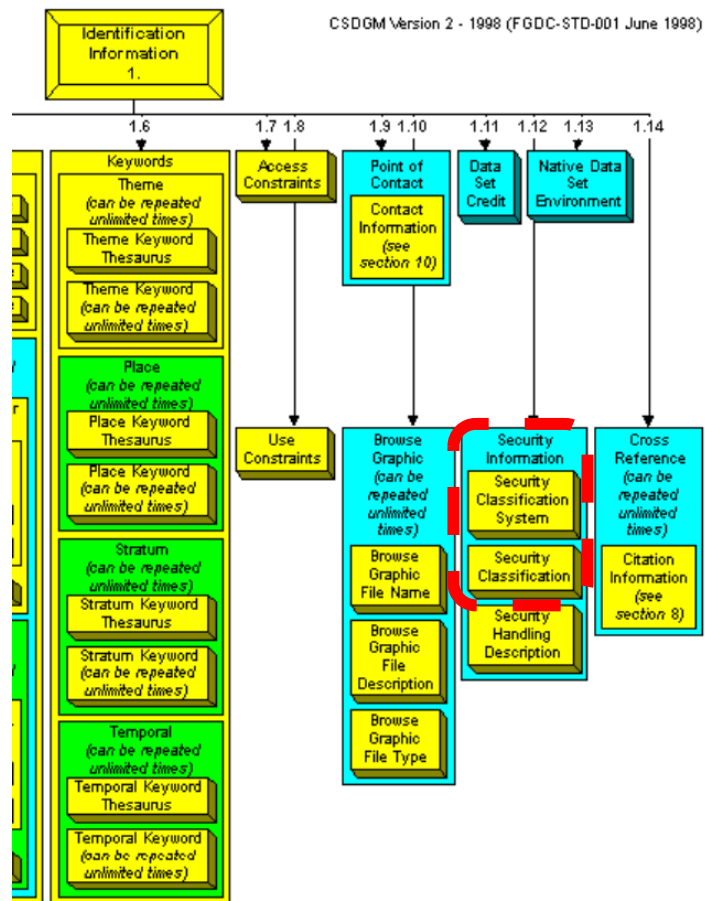 CSDGM Version 2 - 1998 (FGDC-STD-001 June 1998)
Identification
Information
1.
1.6
1.7 1.8
1.9 1.10
1.11
1.12
1.13
1.14
Keywords
Theme
(can be repeated
unlimited times)
Theme Keyword
Thesaurus
Theme Keyword
(can be repeated
unlimited times)
Place
(can be repeated
unlimited times)
Place Keyword
Thesaurus
Place Keyword
(can be repeated
unlimited times)
Stratum
(can be repeated
unlimited times)
Stratum Keyword
Thesaurus
Stratum Keyword
(can be repeated
unlimited times)
Temporal
(can be repeated
unlimited times)
Temporal Keyword
Thesaurus
Temporal Keyword
(can be repeated
unlimited times)
Access
Constraints
Use
Constraints
Point of
Contact
Contact
Information
(see
section 10)
Browse
Graphic
(can be
repeated
unlimited
times)
Browse
Graphic
File Name
Browse
Graphic
File
Description
Browse
Graphic
File Type
Data
Set
Credit
Security
Information
Security
Classification
System
Security
Classification
Security
Handling
Description
Native Data
Set
Environment
Cross
Reference
(can be
repeated
unlimited
times)
Citation
Information
(see
section 8)